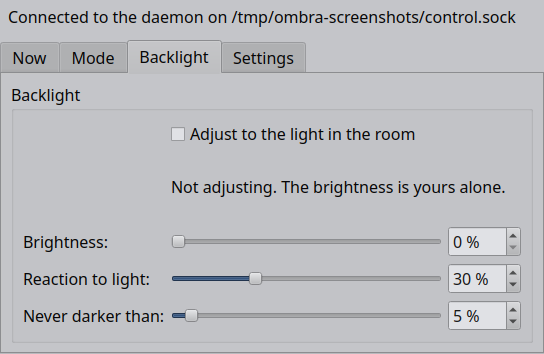 Connected to the daemon on /tmp/ombra-screenshots/control.sock
Now Mode Backlight Settings
Backlight
Adjust to the light in the room
Not adjusting. The brightness is yours alone.
Brightness: 0 %
Reaction to light: 30 %
Never darker than: 5 %